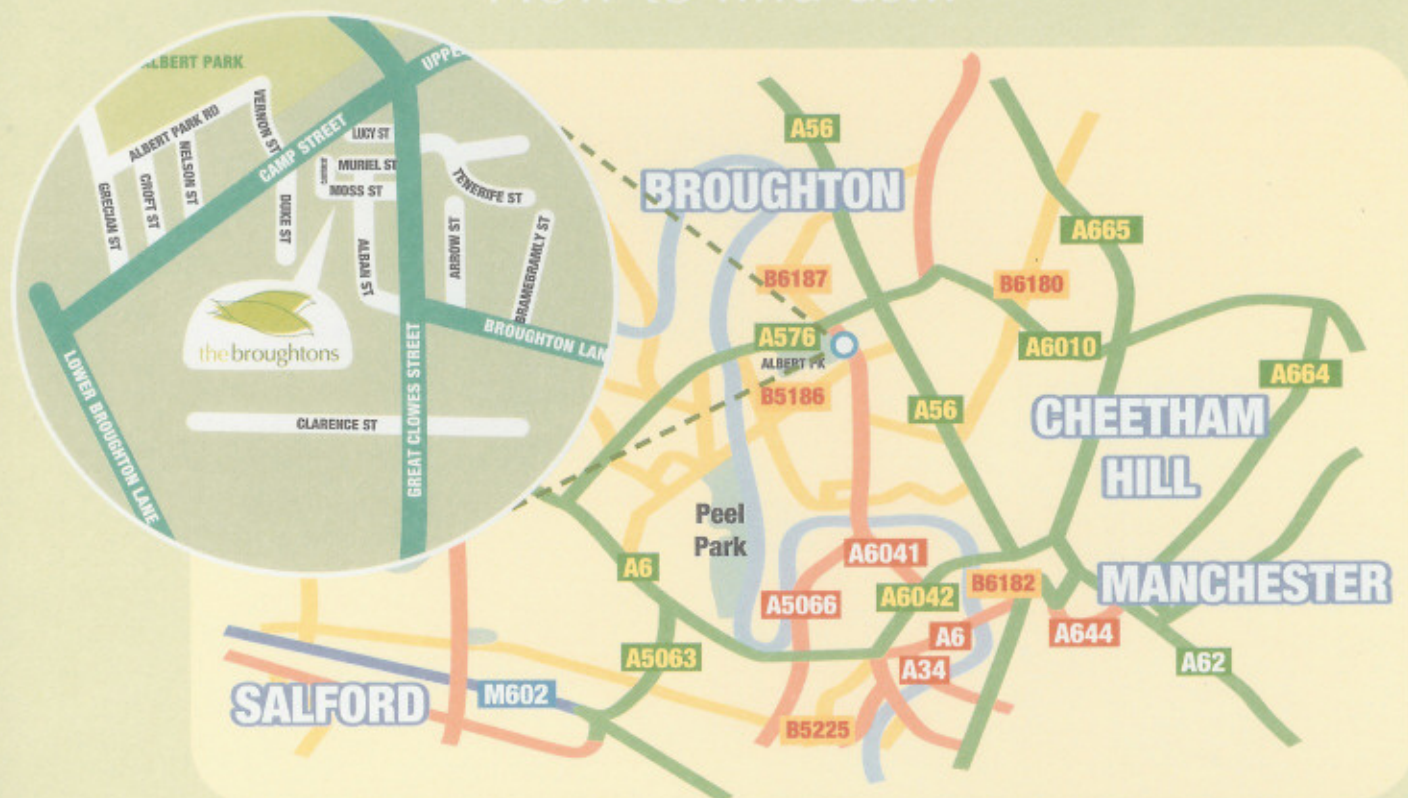 ALBERT PARK
UPPE
ALBERT PARK RD
VERNON ST
LUCY ST
CAMP STREET
NELSON ST
MURIEL ST
MOSS ST
TENERIFE ST
CROFT ST
GRECIAN ST
DUKE ST
ALBAN ST
ARROW ST
BRAMEBRAMLY ST
the broughtons
BROUGHTON LAN
LOWER BROUGHTON LANE
GREAT CLOWES STREET
CLARENCE ST
A56
BROUGHTON
A665
B6187
B6180
A576
A6010
ALBERT PK
A664
B5186
A56
CHEETHAM
HILL
Peel
Park
A6041
A6
B6182
MANCHESTER
A5066
A6042
A6
A644
A5063
A34
A62
SALFORD
M602
B5225